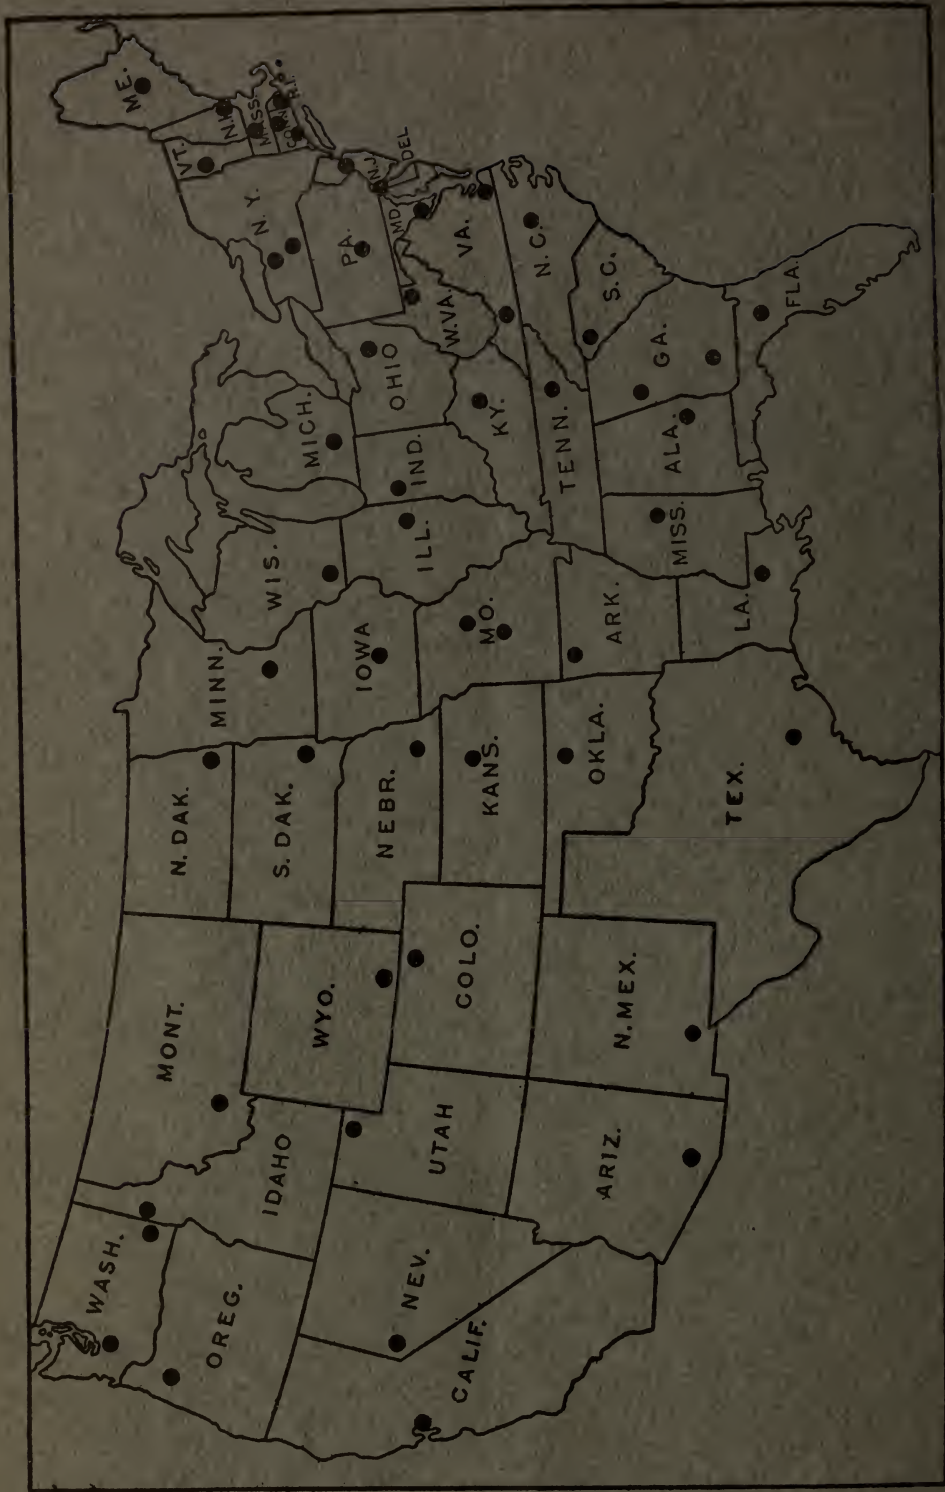 WASH.
OREG.
CALIF.
NEV.
IDAHO
MONT.
WYO.
UTAH
ARIZ.
COLO.
N.MEX.
N. DAK.
S. DAK.
NEBR.
KANS.
OKLA.
TEX.
MINN.
IOWA
MO.
ARK.
LA.
WIS.
ILL.
MICH.
IND.
OHIO
KY.
TENN.
MISS.
ALA.
GA.
FLA.
S.C.
N.C.
VA.
W.VA.
MD.
DEL
PA.
N.J.
N.Y.
VT.
N.H.
ME.
MASS.
CONN.
R.I.